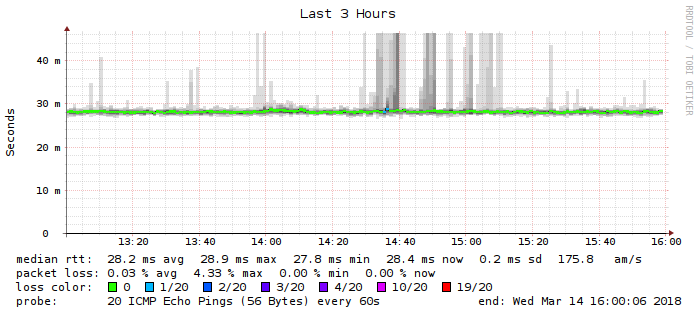 Last 3 Hours
RRDTOOL / TOBI OETIKER
Seconds
40 m
30 m
20 m
10 m
0
13:20 13:40 14:00 14:20 14:40 15:00 15:20 15:40 16:00
median rtt: 28.2 ms avg 28.9 ms max 27.8 ms min 28.4 ms now 0.2 ms sd 175.8 am/s
packet loss: 0.03 % avg 4.33 % max 0.00 % min 0.00 % now
loss color: 0 1/20 2/20 3/20 4/20 10/20 19/20
probe: 20 ICMP Echo Pings (56 Bytes) every 60s end: Wed Mar 14 16:00:06 2018